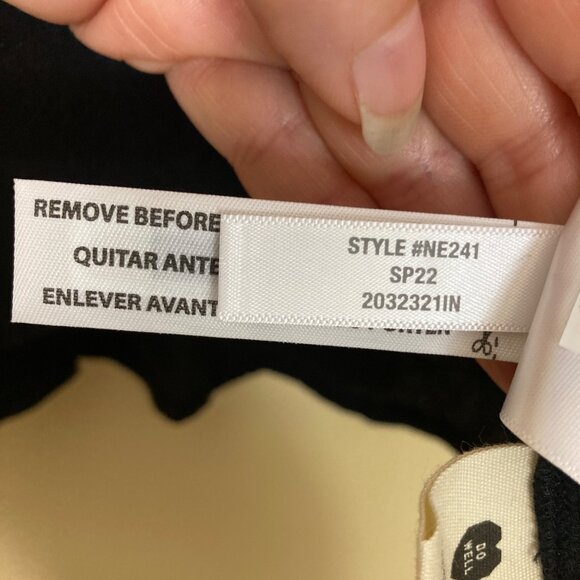 REMOVE BEFORE
QUITAR ANTE
ENLEVER AVANT
STYLE #NE241
SP22
2032321IN
DO
WELL